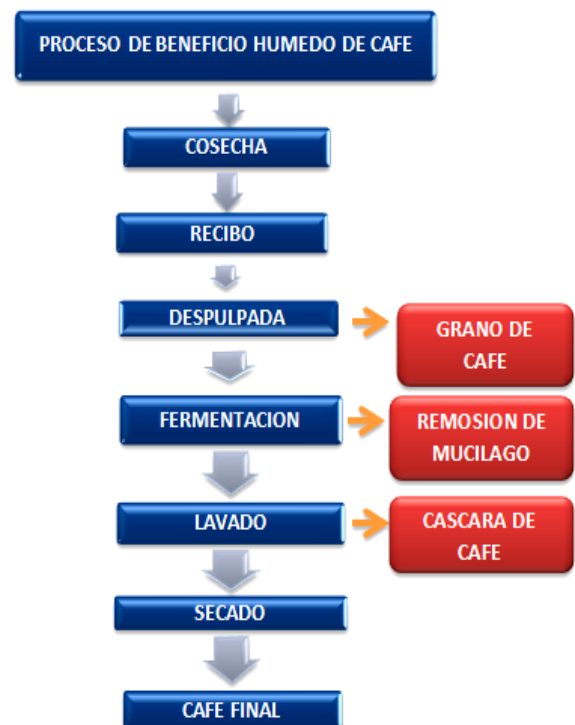 PROCESO DE BENEFICIO HUMEDO DE CAFE
COSECHA
RECIBO
DESPULPADA
GRANO DE
CAFE
FERMENTACION
REMOSION DE
MUCILAGO
LAVADO
CASCARA DE
CAFE
SECADO
CAFE FINAL